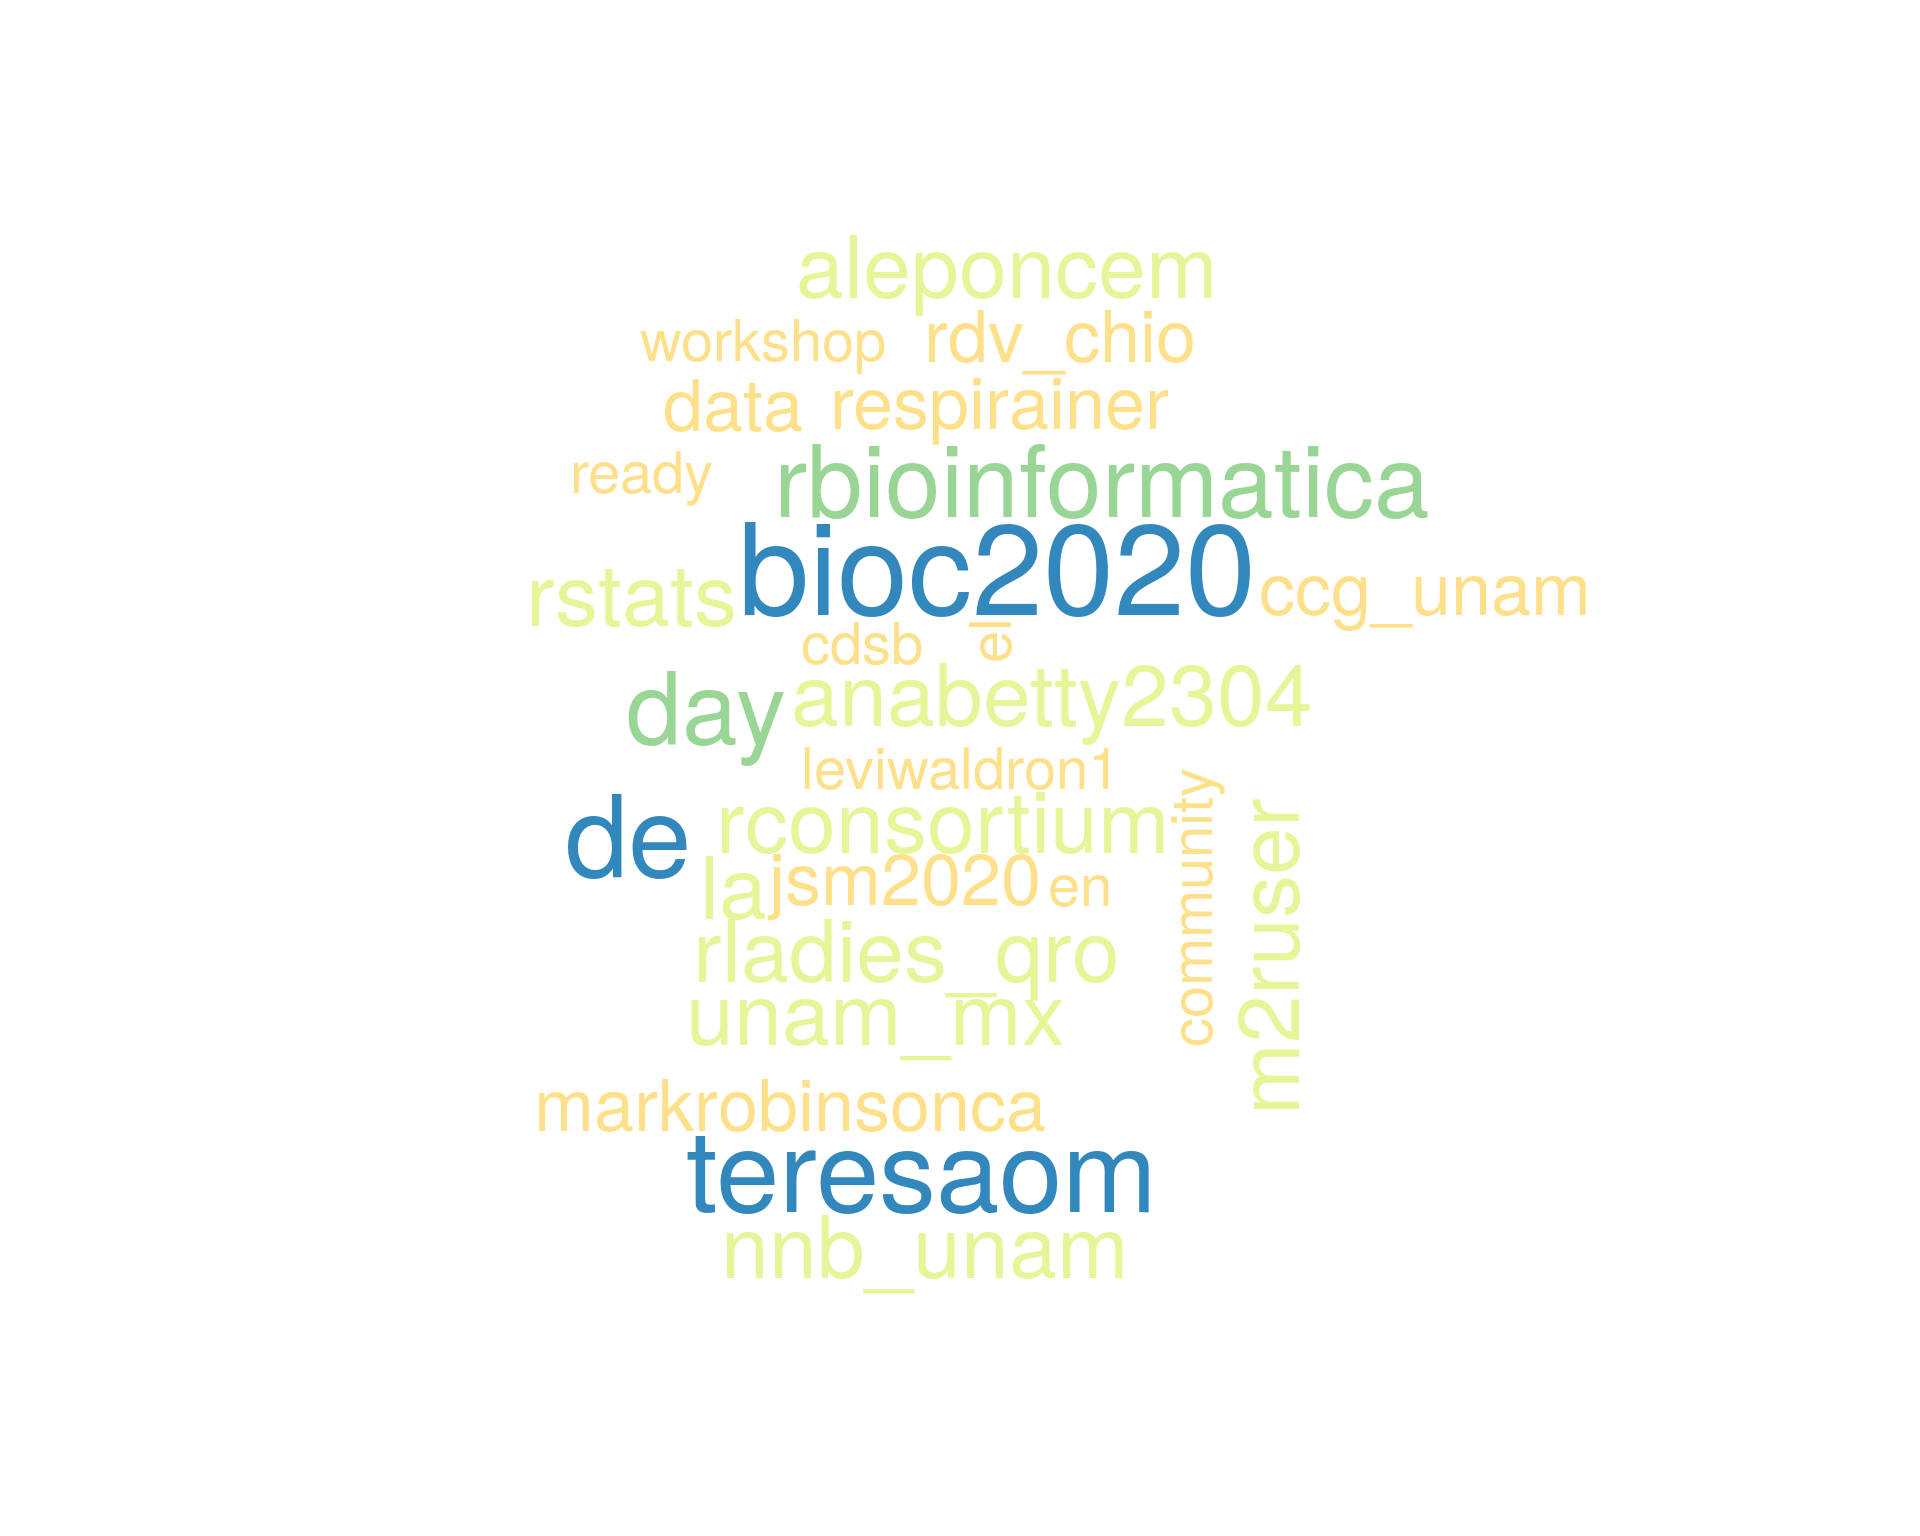 aleponcem
workshop rdv_chio
data respirainer
ready rbioinformatica
rstats bioc2020 ccg_unam
cdsb el
day anabetty2304
leviwaldron1
de rconsortium community m2ruser
la jsm2020 en
rladies_qro
unam_mx
markrobinsonca
teresaom
nnb_unam